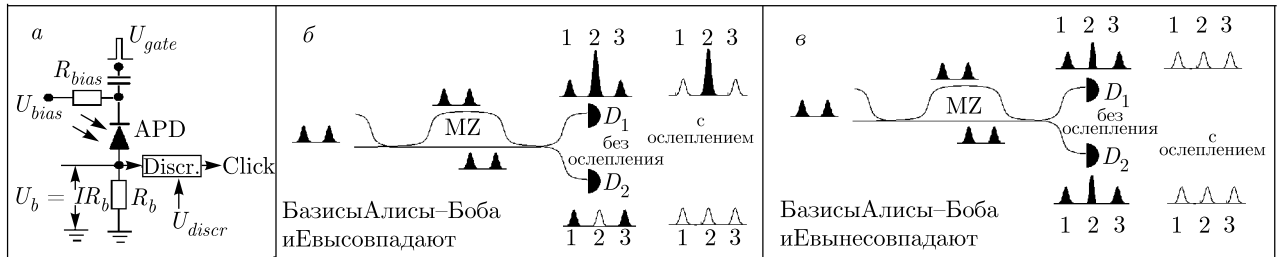 а
U_gate
R_bias
U_bias
APD
Discr.
Click
U_b = IR_b
R_b
U_discr
б
1 2 3
1 2 3
MZ
D_1
без
ослепления
с
ослеплением
D_2
БазисыАлисы–Боба
иЕвысовпадают
1 2 3
1 2 3
в
1 2 3
1 2 3
MZ
D_1
без
ослепления
с
ослеплением
D_2
БазисыАлисы–Боба
иЕвынесовпадают
1 2 3
1 2 3